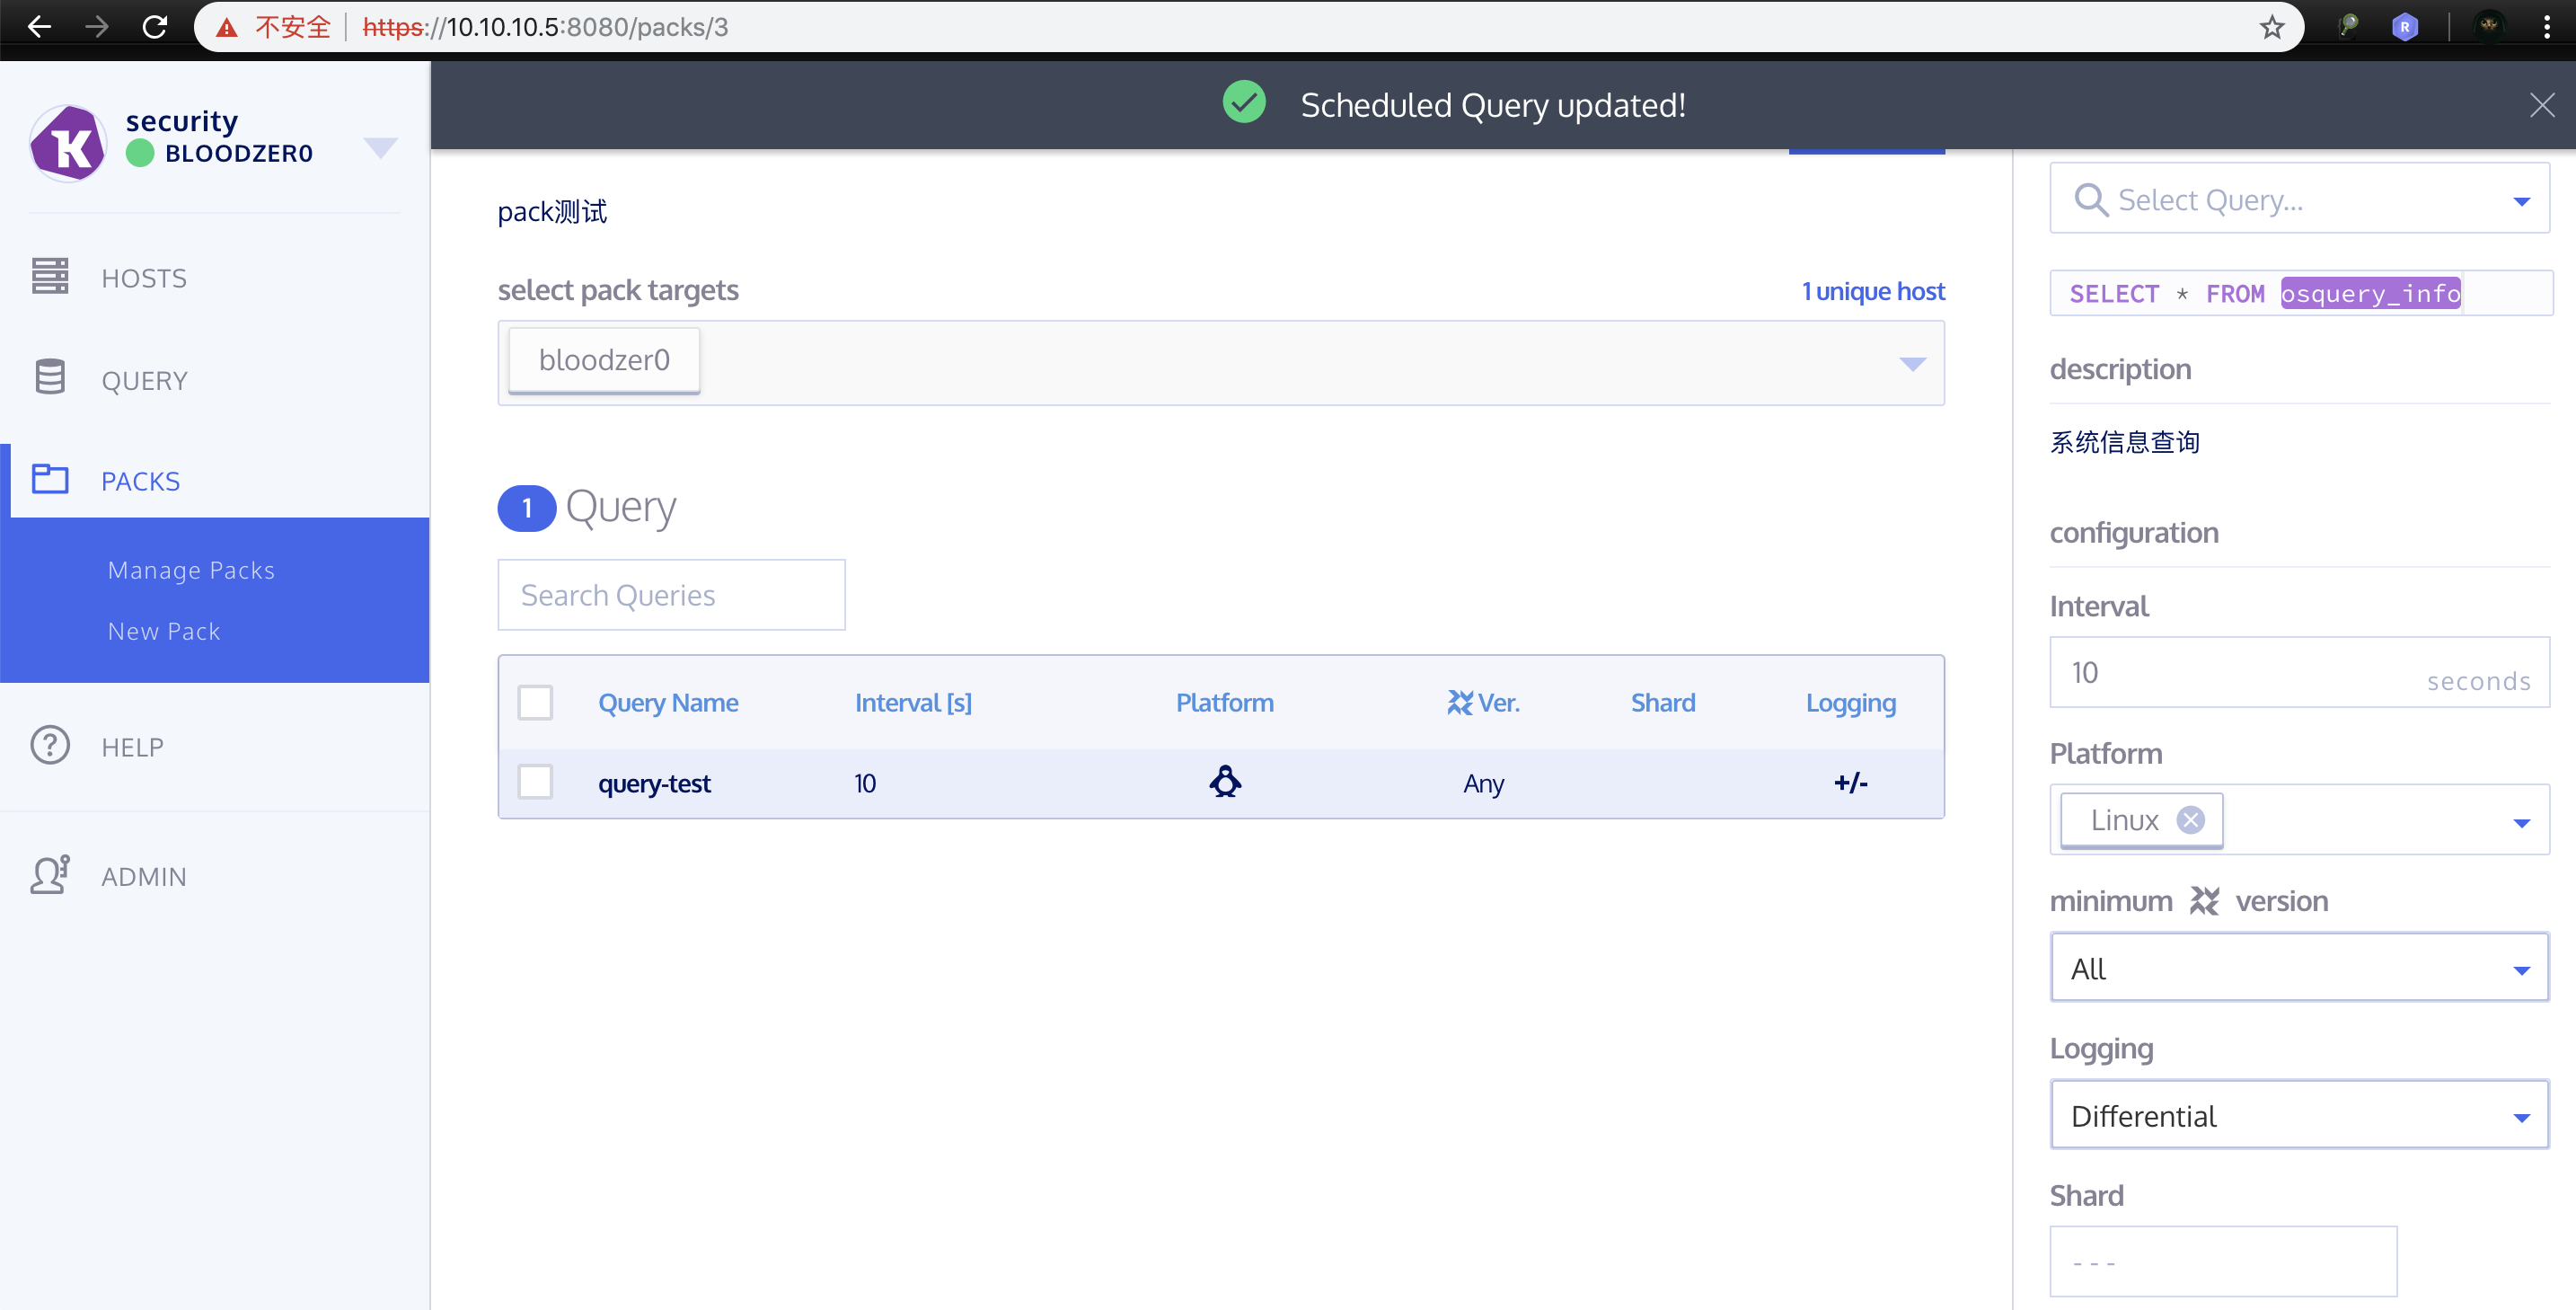 不安全 https://10.10.10.5:8080/packs/3
Scheduled Query updated!
K
security
BLOODZER0
HOSTS
QUERY
PACKS
Manage Packs
New Pack
HELP
ADMIN
pack测试
select pack targets
1 unique host
bloodzer0
1 Query
Search Queries
Query Name Interval [s] Platform Ver. Shard Logging
query-test 10 Any +/-
Select Query...
SELECT * FROM osquery_info
description
系统信息查询
configuration
Interval
10 seconds
Platform
Linux
minimum version
All
Logging
Differential
Shard
---
R